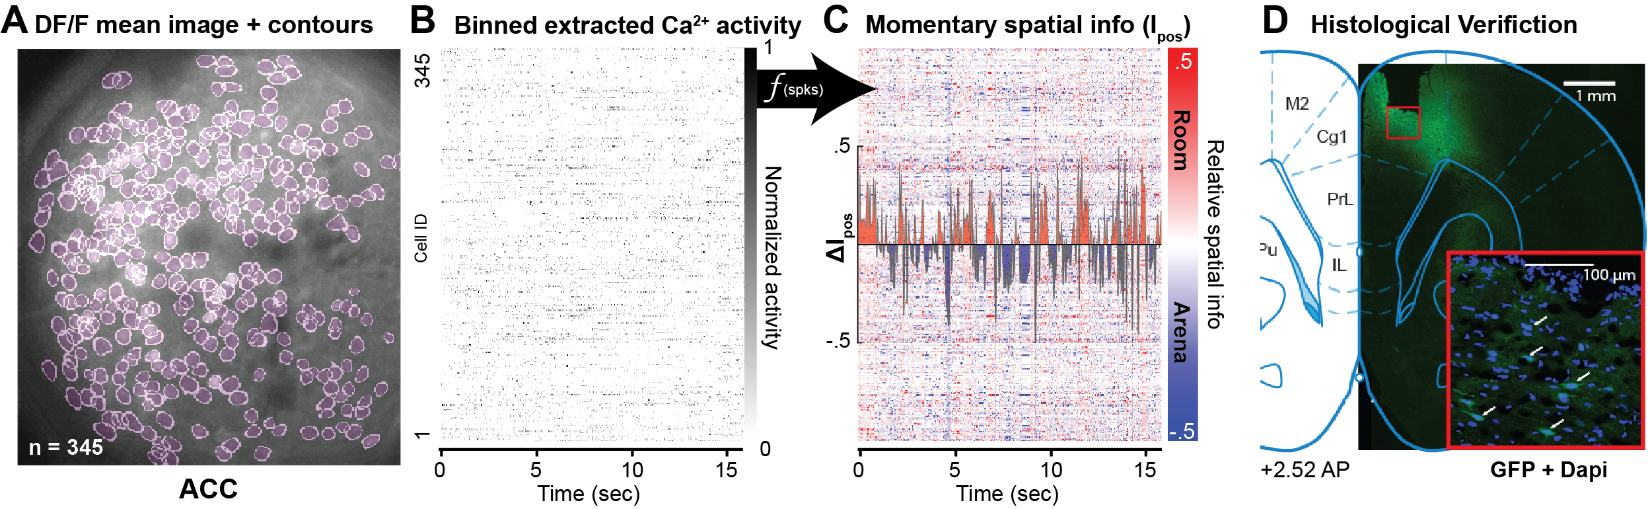 A DF/F mean image + contours
n = 345
ACC
B Binned extracted Ca²⁺ activity
345
Cell ID
1
0 5 10 15
Time (sec)
1
Normalized activity
0
f(spks)
C Momentary spatial info (Ipos)
.5
ΔIpos
-.5
0 5 10 15
Time (sec)
.5
Room
Arena
-.5
Relative spatial info
D Histological Verifiction
M2
Cg1
PrL
Pu
IL
1 mm
100 µm
+2.52 AP
GFP + Dapi